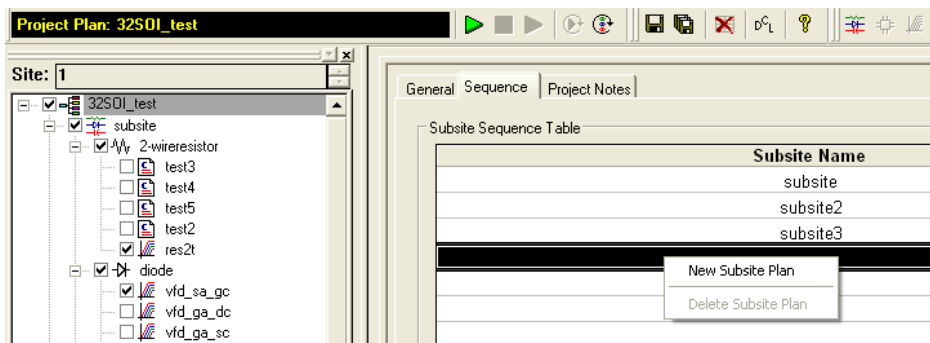 Project Plan: 32SOI_test
Site: 1
32SOI_test
subsite
2-wireresistor
test3
test4
test5
test2
res2t
diode
vfd_sa_gc
vfd_ga_dc
vfd_ga_sc
General Sequence Project Notes
Subsite Sequence Table
Subsite Name
subsite
subsite2
subsite3
New Subsite Plan
Delete Subsite Plan